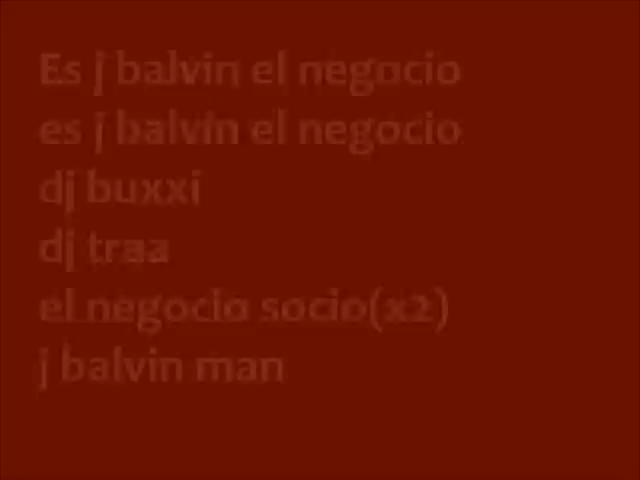 Es j balvin el negocio
es j balvin el negocio
dj buxxi
dj traa
el negocio socio(x2)
j balvin man